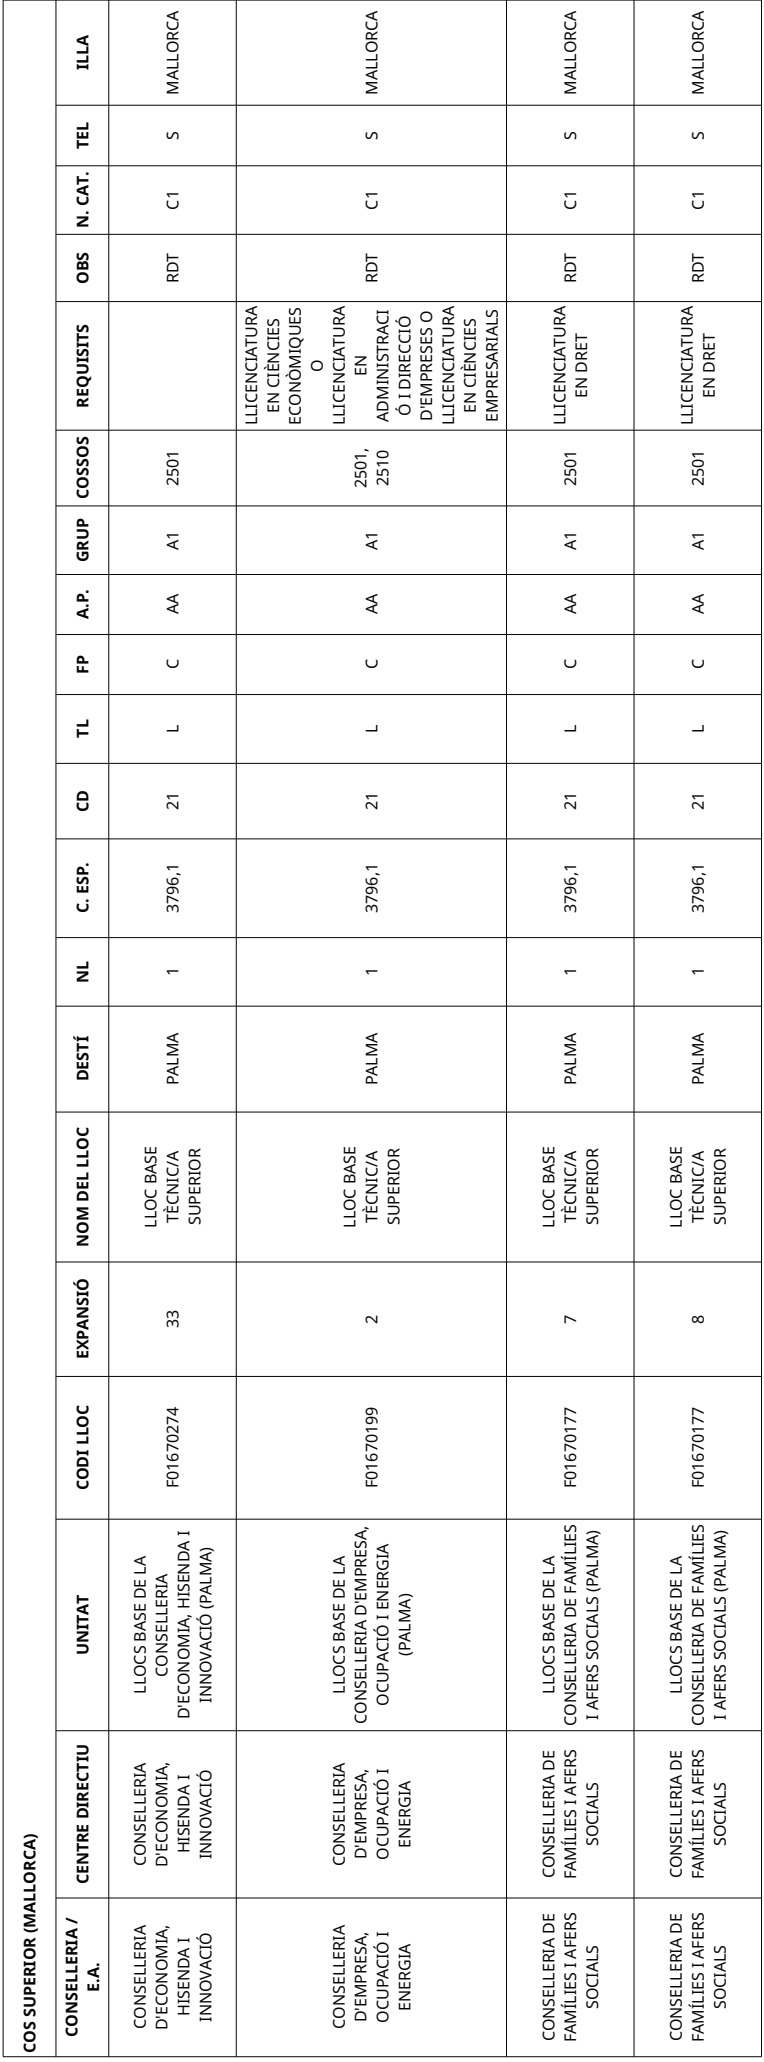 COS SUPERIOR (MALLORCA)
CONSELLERIA /
E.A.
CENTRE DIRECTIU
UNITAT
CODI LLOC
EXPANSIÓ
NOM DEL LLOC
DESTÍ
NL
C. ESP.
CD
TL
FP
A.P.
GRUP
COSSOS
REQUISITS
OBS
N. CAT.
TEL
ILLA
CONSELLERIA
D'ECONOMIA,
HISENDA I
INNOVACIÓ
CONSELLERIA
D'ECONOMIA,
HISENDA I
INNOVACIÓ
LLOCS BASE DE LA
CONSELLERIA
D'ECONOMIA, HISENDA I
INNOVACIÓ (PALMA)
F01670274
33
LLOC BASE
TÈCNIC/A
SUPERIOR
PALMA
1
3796,1
21
L
C
AA
A1
2501
RDT
C1
S
MALLORCA
CONSELLERIA
D'EMPRESA,
OCUPACIÓ I
ENERGIA
CONSELLERIA
D'EMPRESA,
OCUPACIÓ I
ENERGIA
LLOCS BASE DE LA
CONSELLERIA D'EMPRESA,
OCUPACIÓ I ENERGIA
(PALMA)
F01670199
2
LLOC BASE
TÈCNIC/A
SUPERIOR
PALMA
1
3796,1
21
L
C
AA
A1
2501,
2510
LLICENCIATURA
EN CIÈNCIES
ECONÒMIQUES
O
LLICENCIATURA
EN
ADMINISTRACI
Ó I DIRECCIÓ
D'EMPRESES O
LLICENCIATURA
EN CIÈNCIES
EMPRESARIALS
RDT
C1
S
MALLORCA
CONSELLERIA DE
FAMÍLIES I AFERS
SOCIALS
CONSELLERIA DE
FAMÍLIES I AFERS
SOCIALS
LLOCS BASE DE LA
CONSELLERIA DE FAMÍLIES
I AFERS SOCIALS (PALMA)
F01670177
7
LLOC BASE
TÈCNIC/A
SUPERIOR
PALMA
1
3796,1
21
L
C
AA
A1
2501
LLICENCIATURA
EN DRET
RDT
C1
S
MALLORCA
CONSELLERIA DE
FAMÍLIES I AFERS
SOCIALS
CONSELLERIA DE
FAMÍLIES I AFERS
SOCIALS
LLOCS BASE DE LA
CONSELLERIA DE FAMÍLIES
I AFERS SOCIALS (PALMA)
F01670177
8
LLOC BASE
TÈCNIC/A
SUPERIOR
PALMA
1
3796,1
21
L
C
AA
A1
2501
LLICENCIATURA
EN DRET
RDT
C1
S
MALLORCA